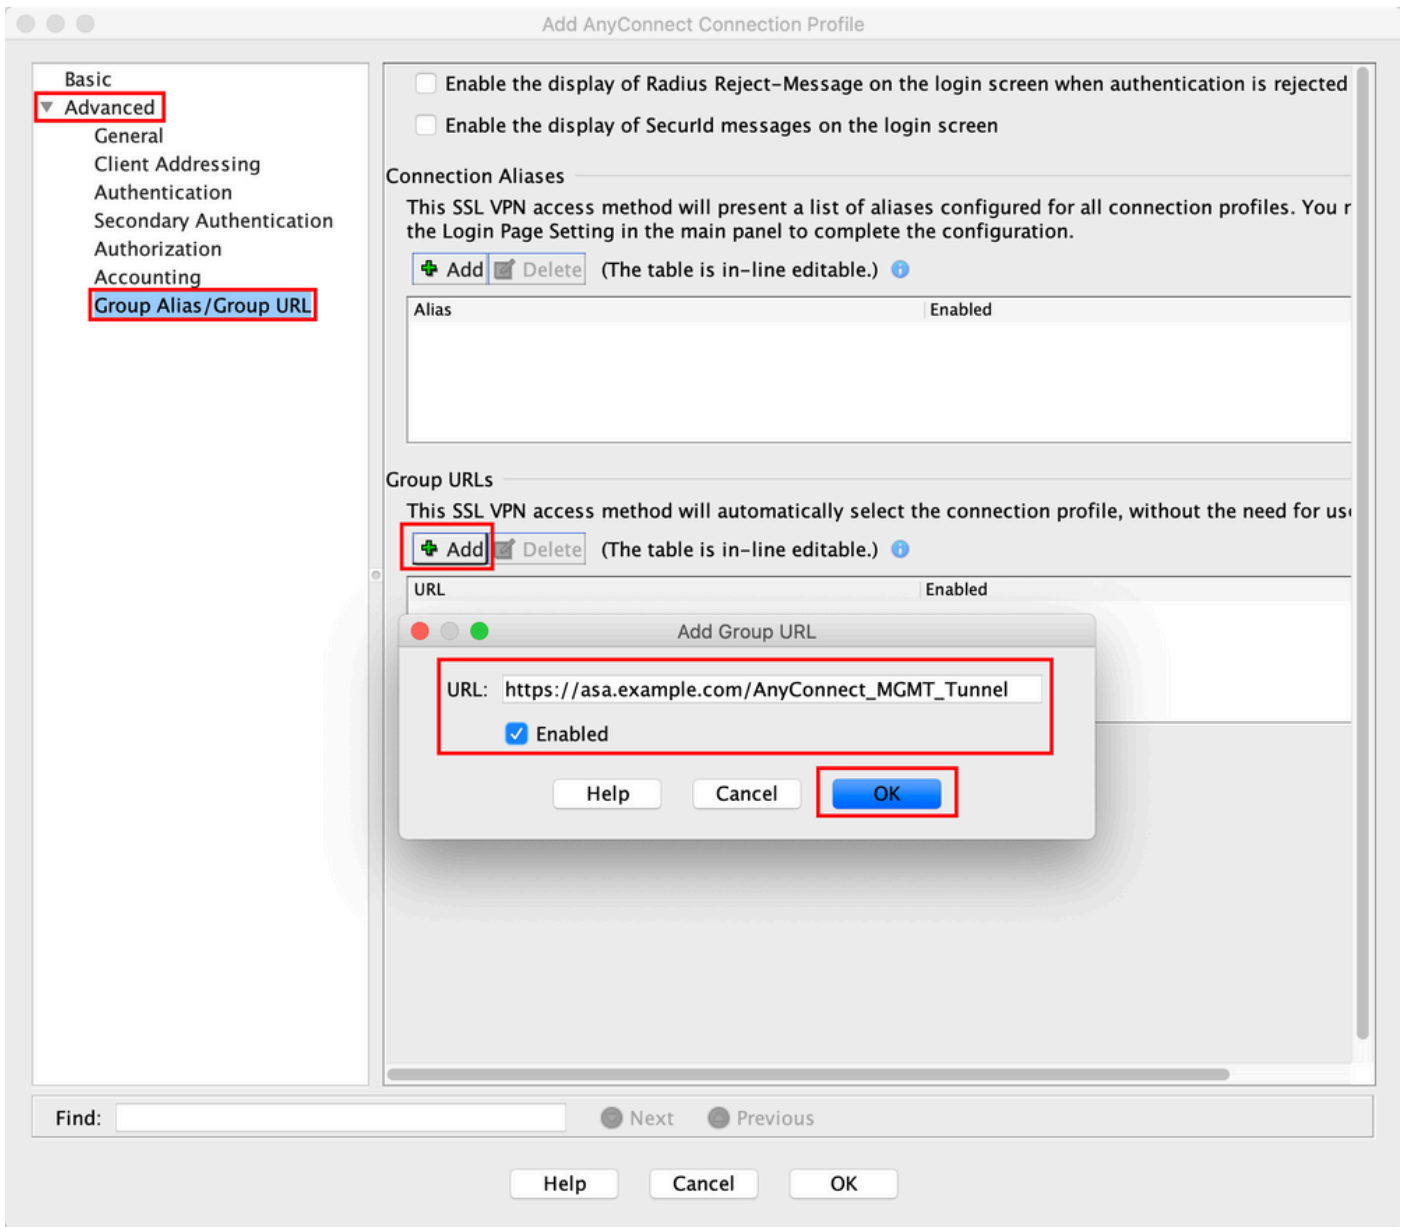 Add AnyConnect Connection Profile
Basic
Advanced
General
Client Addressing
Authentication
Secondary Authentication
Authorization
Accounting
Group Alias/Group URL
Enable the display of Radius Reject-Message on the login screen when authentication is rejected
Enable the display of SecurId messages on the login screen
Connection Aliases
This SSL VPN access method will present a list of aliases configured for all connection profiles. You r
the Login Page Setting in the main panel to complete the configuration.
Add Delete (The table is in-line editable.)
Alias Enabled
Group URLs
This SSL VPN access method will automatically select the connection profile, without the need for use
Add Delete (The table is in-line editable.)
URL Enabled
Add Group URL
URL: https://asa.example.com/AnyConnect_MGMT_Tunnel
Enabled
Help Cancel OK
Find: Next Previous
Help Cancel OK